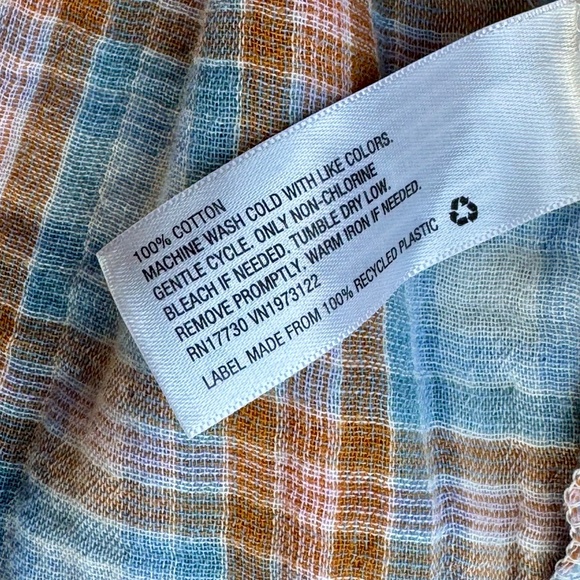 100% COTTON
MACHINE WASH COLD WITH LIKE COLORS.
GENTLE CYCLE. ONLY NON-CHLORINE
BLEACH IF NEEDED. TUMBLE DRY LOW.
REMOVE PROMPTLY, WARM IRON IF NEEDED.
RN17730 VN1973122
LABEL MADE FROM 100% RECYCLED PLASTIC